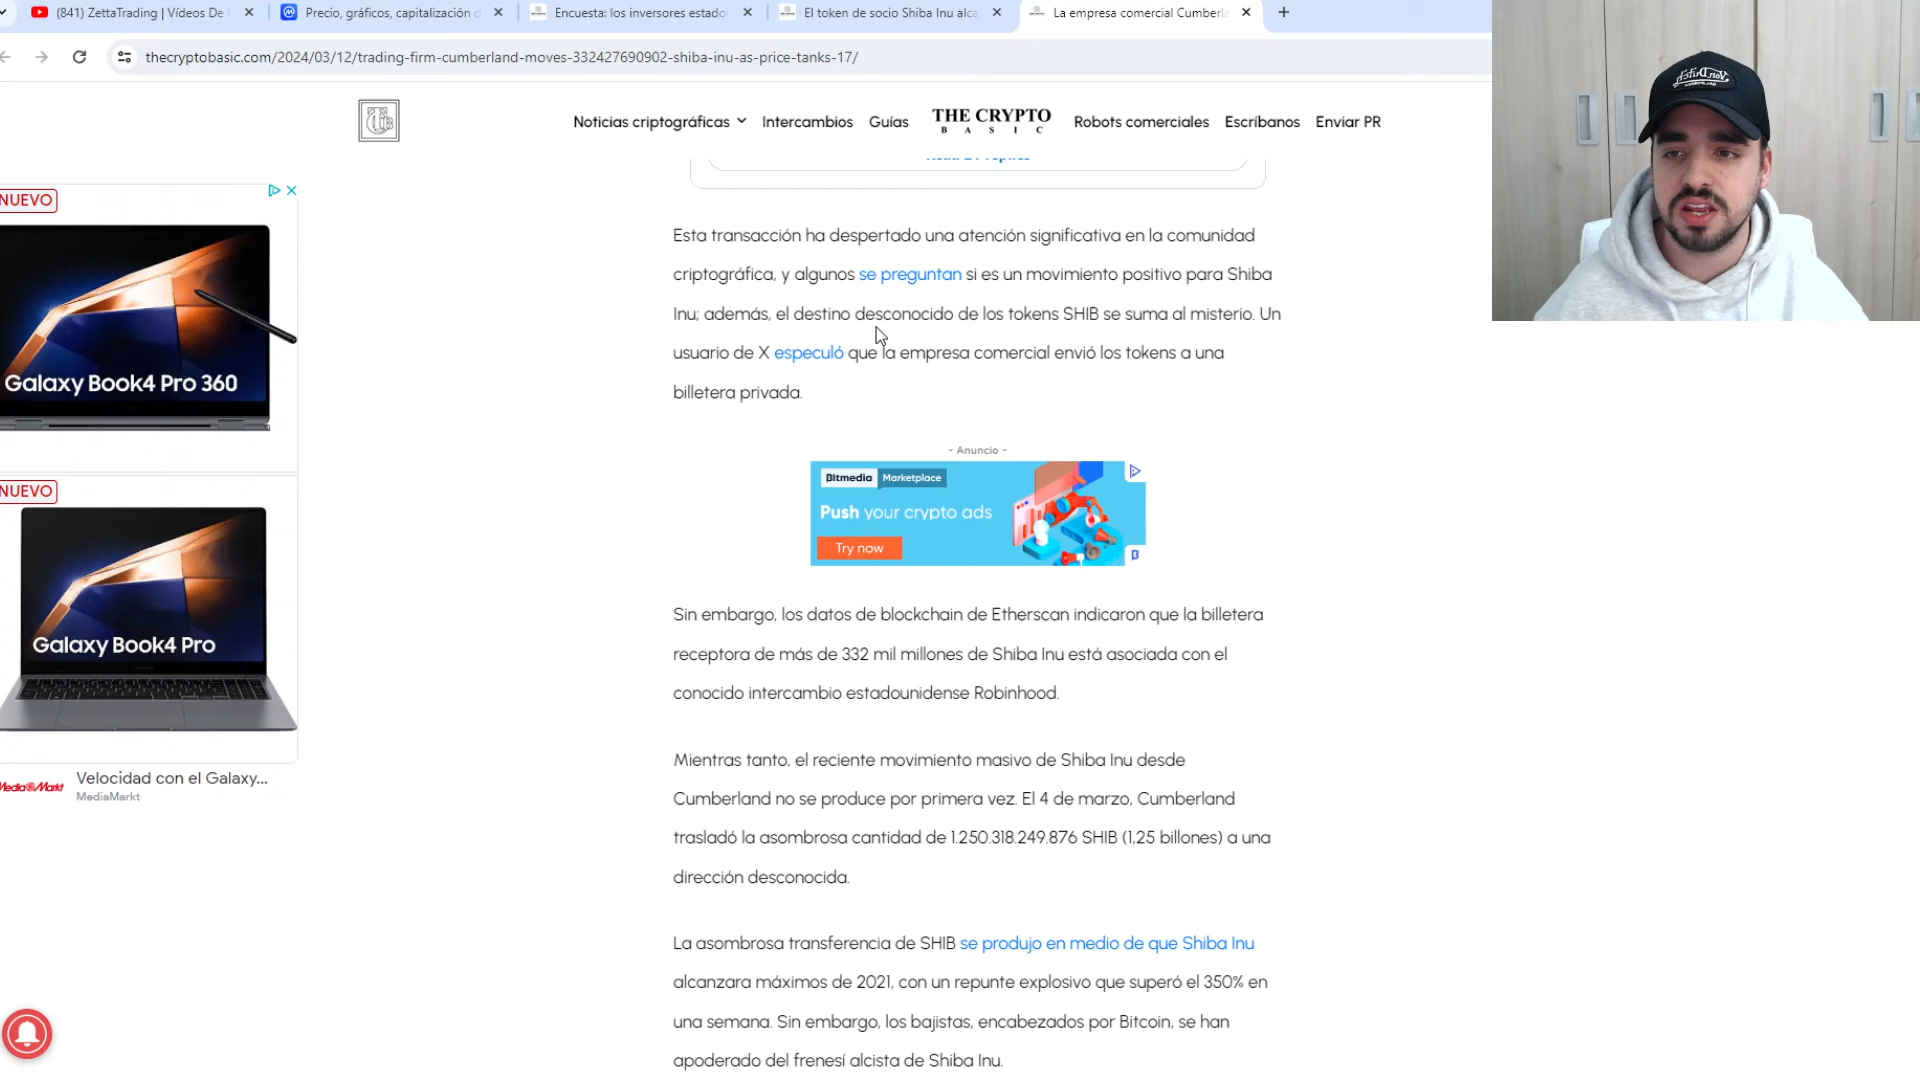 (841) ZettaTrading | Vídeos De
Precio, gráficos, capitalización
Encuesta: los inversores estado
El token de socio Shiba Inu alca
La empresa comercial Cumberla
thecryptobasic.com/2024/03/12/trading-firm-cumberland-moves-332427690902-shiba-inu-as-price-tanks-17/
Noticias criptográficas
Intercambios
Guías
THE CRYPTO
BASIC
Robots comerciales
Escríbanos
Enviar PR
Esta transacción ha despertado una atención significativa en la comunidad
criptográfica, y algunos se preguntan si es un movimiento positivo para Shiba
Inu; además, el destino desconocido de los tokens SHIB se suma al misterio. Un
usuario de X especuló que la empresa comercial envió los tokens a una
billetera privada.
- Anuncio -
Bitmedia Marketplace
Push your crypto ads
Try now
Sin embargo, los datos de blockchain de Etherscan indicaron que la billetera
receptora de más de 332 mil millones de Shiba Inu está asociada con el
conocido intercambio estadounidense Robinhood.
Mientras tanto, el reciente movimiento masivo de Shiba Inu desde
Cumberland no se produce por primera vez. El 4 de marzo, Cumberland
trasladó la asombrosa cantidad de 1.250.318.249.876 SHIB (1,25 billones) a una
dirección desconocida.
La asombrosa transferencia de SHIB se produjo en medio de que Shiba Inu
alcanzara máximos de 2021, con un repunte explosivo que superó el 350% en
una semana. Sin embargo, los bajistas, encabezados por Bitcoin, se han
apoderado del frenesí alcista de Shiba Inu.
NUEVO
Galaxy Book4 Pro 360
NUEVO
Galaxy Book4 Pro
MediaMarkt
Velocidad con el Galaxy...
MediaMarkt
Von Dutch